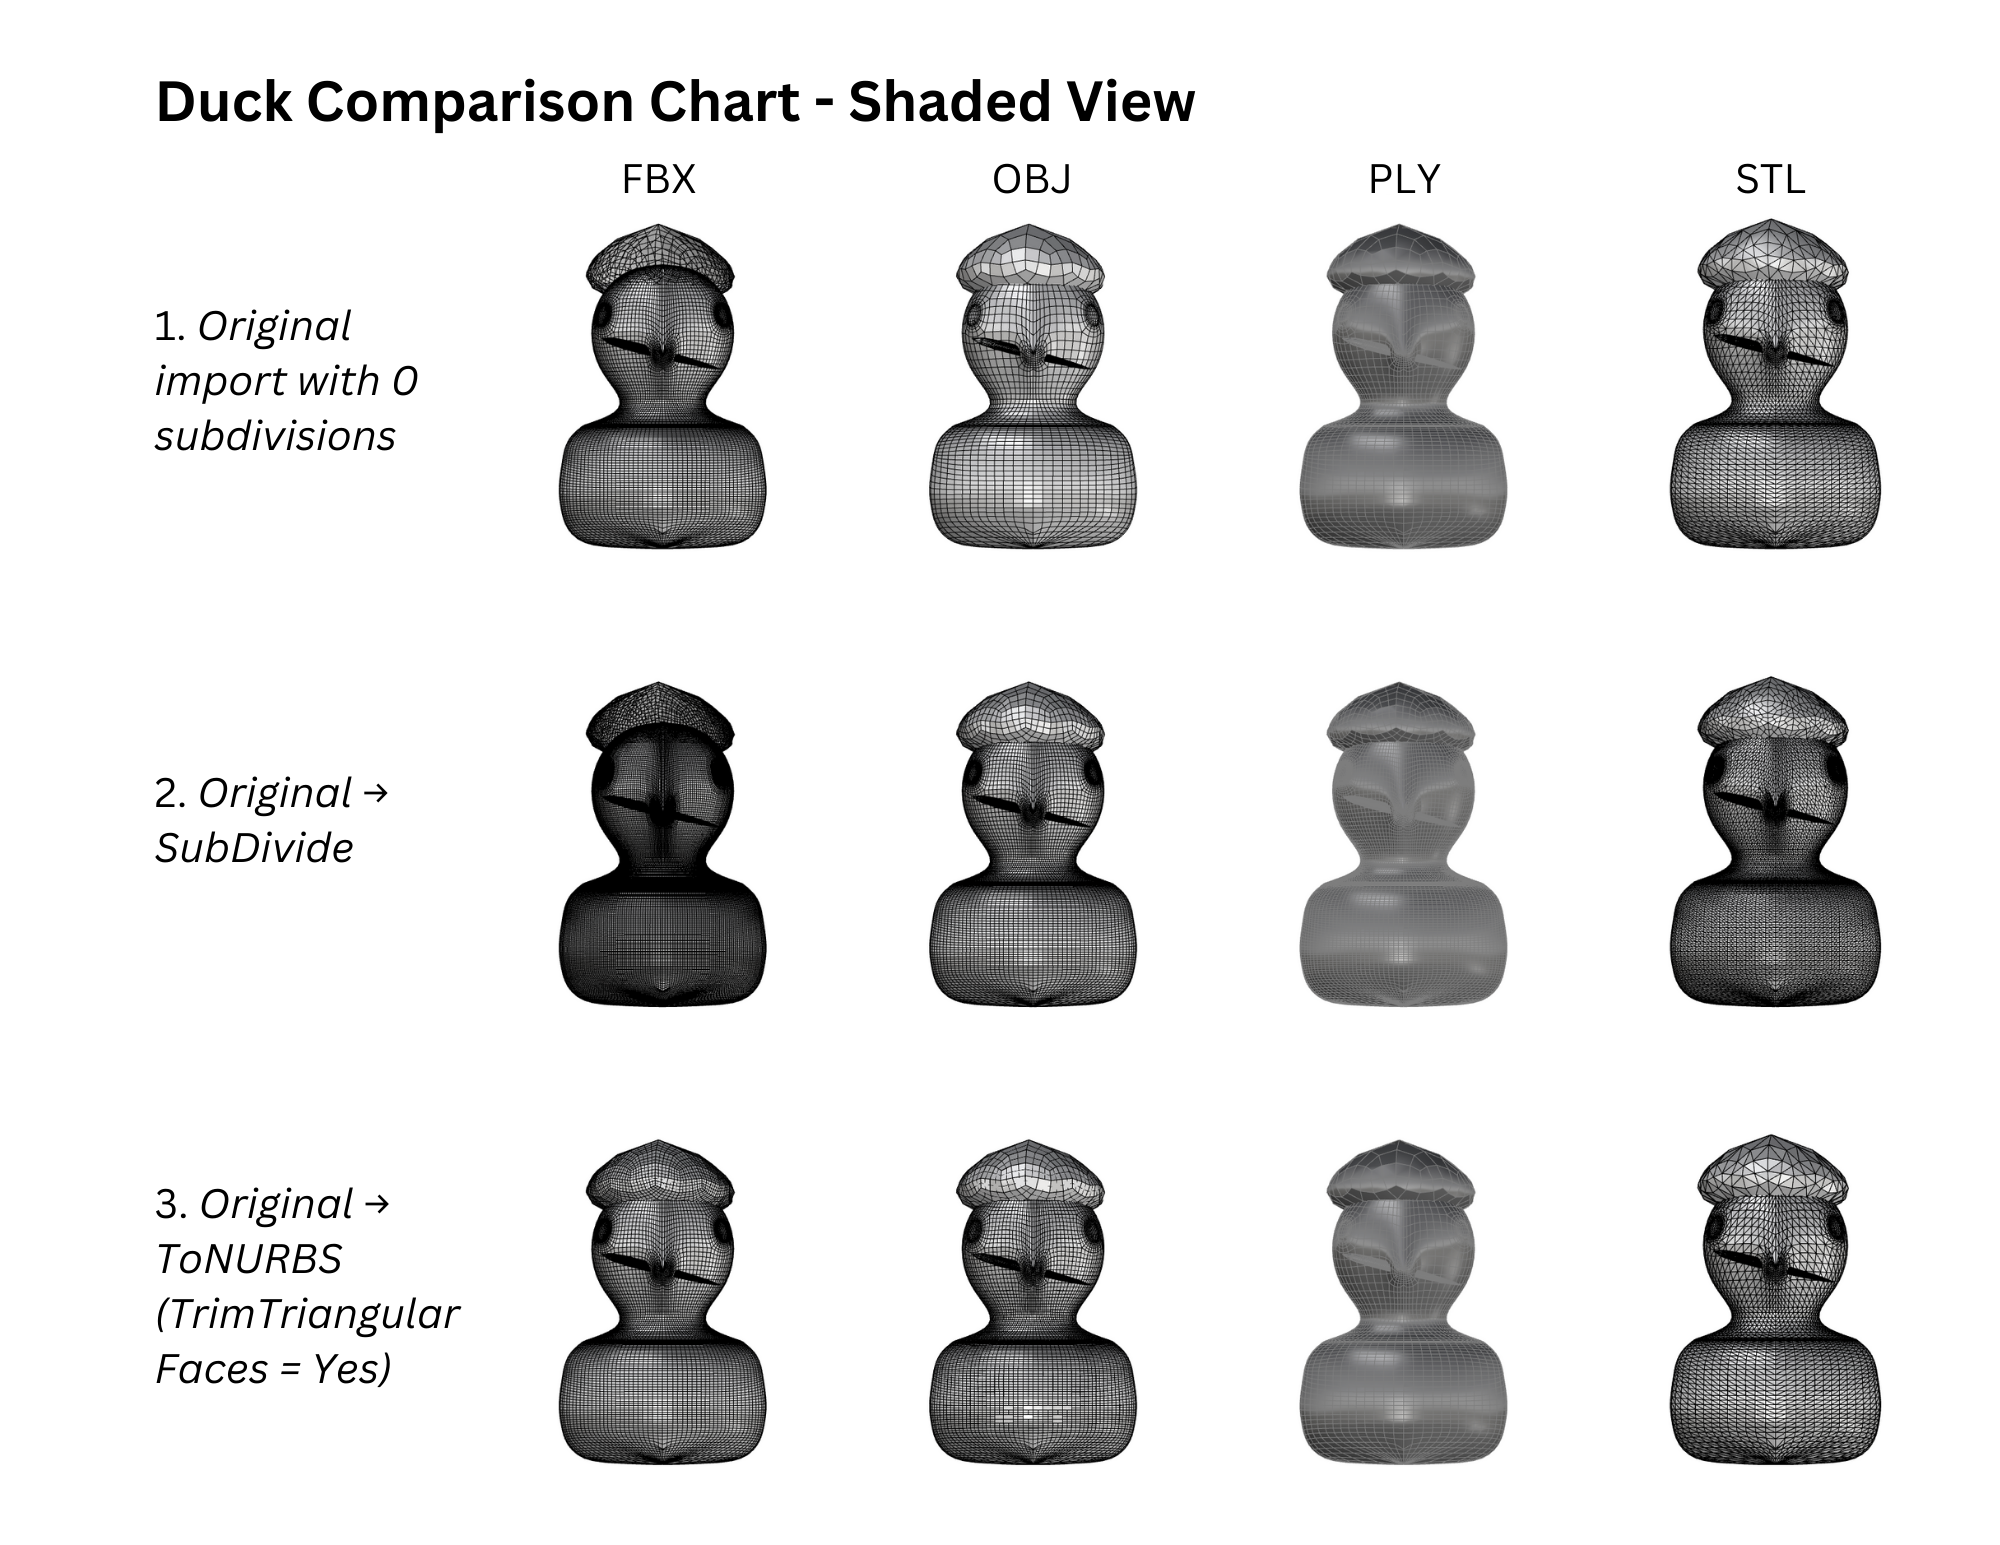 Duck Comparison Chart - Shaded View
FBX OBJ PLY STL
1. Original
import with 0
subdivisions
2. Original →
SubDivide
3. Original →
ToNURBS
(TrimTriangular
Faces = Yes)